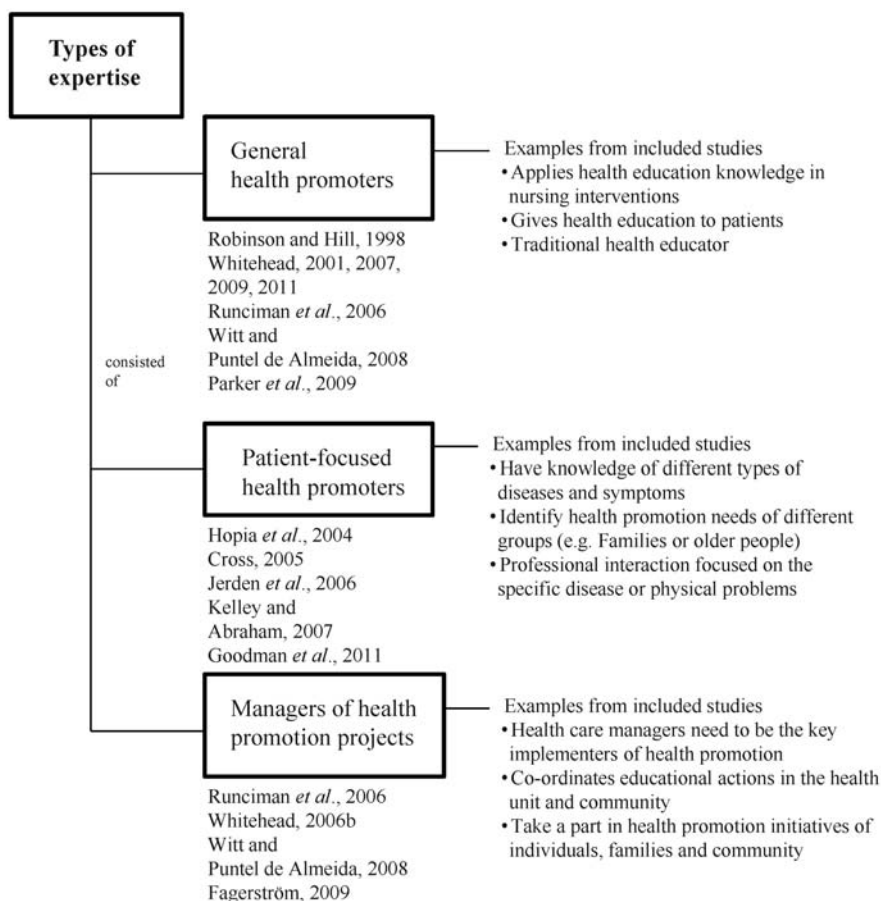 Types of
expertise
General
health promoters
Robinson and Hill, 1998
Whitehead, 2001, 2007,
2009, 2011
Runciman et al., 2006
Witt and
Puntel de Almeida, 2008
Parker et al., 2009
Examples from included studies
• Applies health education knowledge in
nursing interventions
• Gives health education to patients
• Traditional health educator
consisted
of
Patient-focused
health promoters
Hopia et al., 2004
Cross, 2005
Jerden et al., 2006
Kelley and
Abraham, 2007
Goodman et al., 2011
Examples from included studies
• Have knowledge of different types of
diseases and symptoms
• Identify health promotion needs of different
groups (e.g. Families or older people)
• Professional interaction focused on the
specific disease or physical problems
Managers of health
promotion projects
Runciman et al., 2006
Whitehead, 2006b
Witt and
Puntel de Almeida, 2008
Fagerström, 2009
Examples from included studies
• Health care managers need to be the key
implementers of health promotion
• Co-ordinates educational actions in the health
unit and community
• Take a part in health promotion initiatives of
individuals, families and community